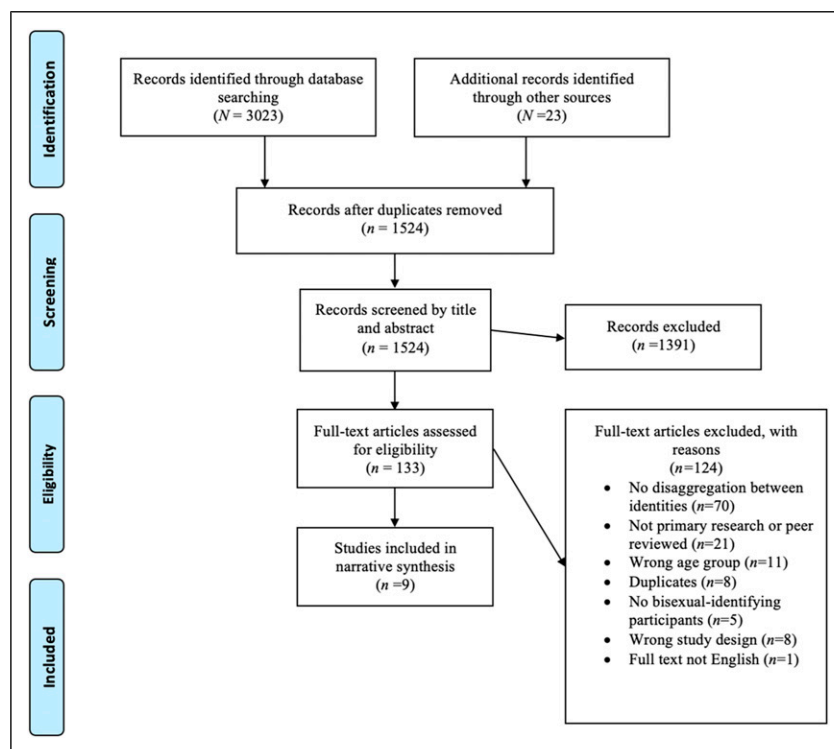 Identification
Records identified through database
searching
(N = 3023)
Additional records identified
through other sources
(N =23)
Records after duplicates removed
(n = 1524)
Screening
Records screened by title
and abstract
(n = 1524)
Records excluded
(n =1391)
Eligibility
Full-text articles assessed
for eligibility
(n = 133)
Full-text articles excluded, with
reasons
(n=124)
• No disaggregation between
identities (n=70)
• Not primary research or peer
reviewed (n=21)
• Wrong age group (n=11)
• Duplicates (n=8)
• No bisexual-identifying
participants (n=5)
• Wrong study design (n=8)
• Full text not English (n=1)
Studies included in
narrative synthesis
(n =9)
Included